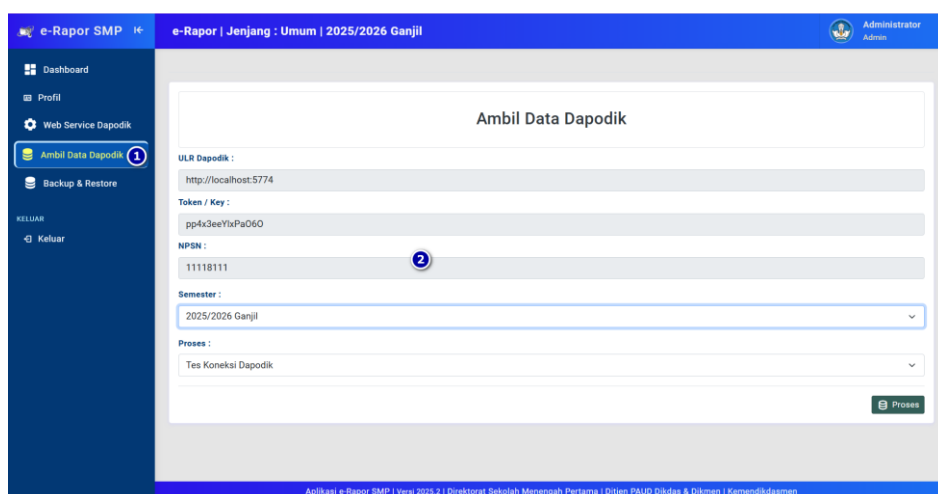 e-Rapor SMP
e-Rapor | Jenjang : Umum | 2025/2026 Ganjil
Administrator
Admin
Dashboard
Profil
Web Service Dapodik
Ambil Data Dapodik 1
Backup & Restore
KELUAR
Keluar
Ambil Data Dapodik
ULR Dapodik :
http://localhost:5774
Token / Key :
pp4x3eeYlxPaO6O
NPSN :
2
11118111
Semester :
2025/2026 Ganjil
Proses :
Tes Koneksi Dapodik
Proses
Aplikasi e-Rapor SMP | Versi 2025.2 | Direktorat Sekolah Menengah Pertama | Ditjen PAUD Dikdas & Dikmen | Kemendikdasmen